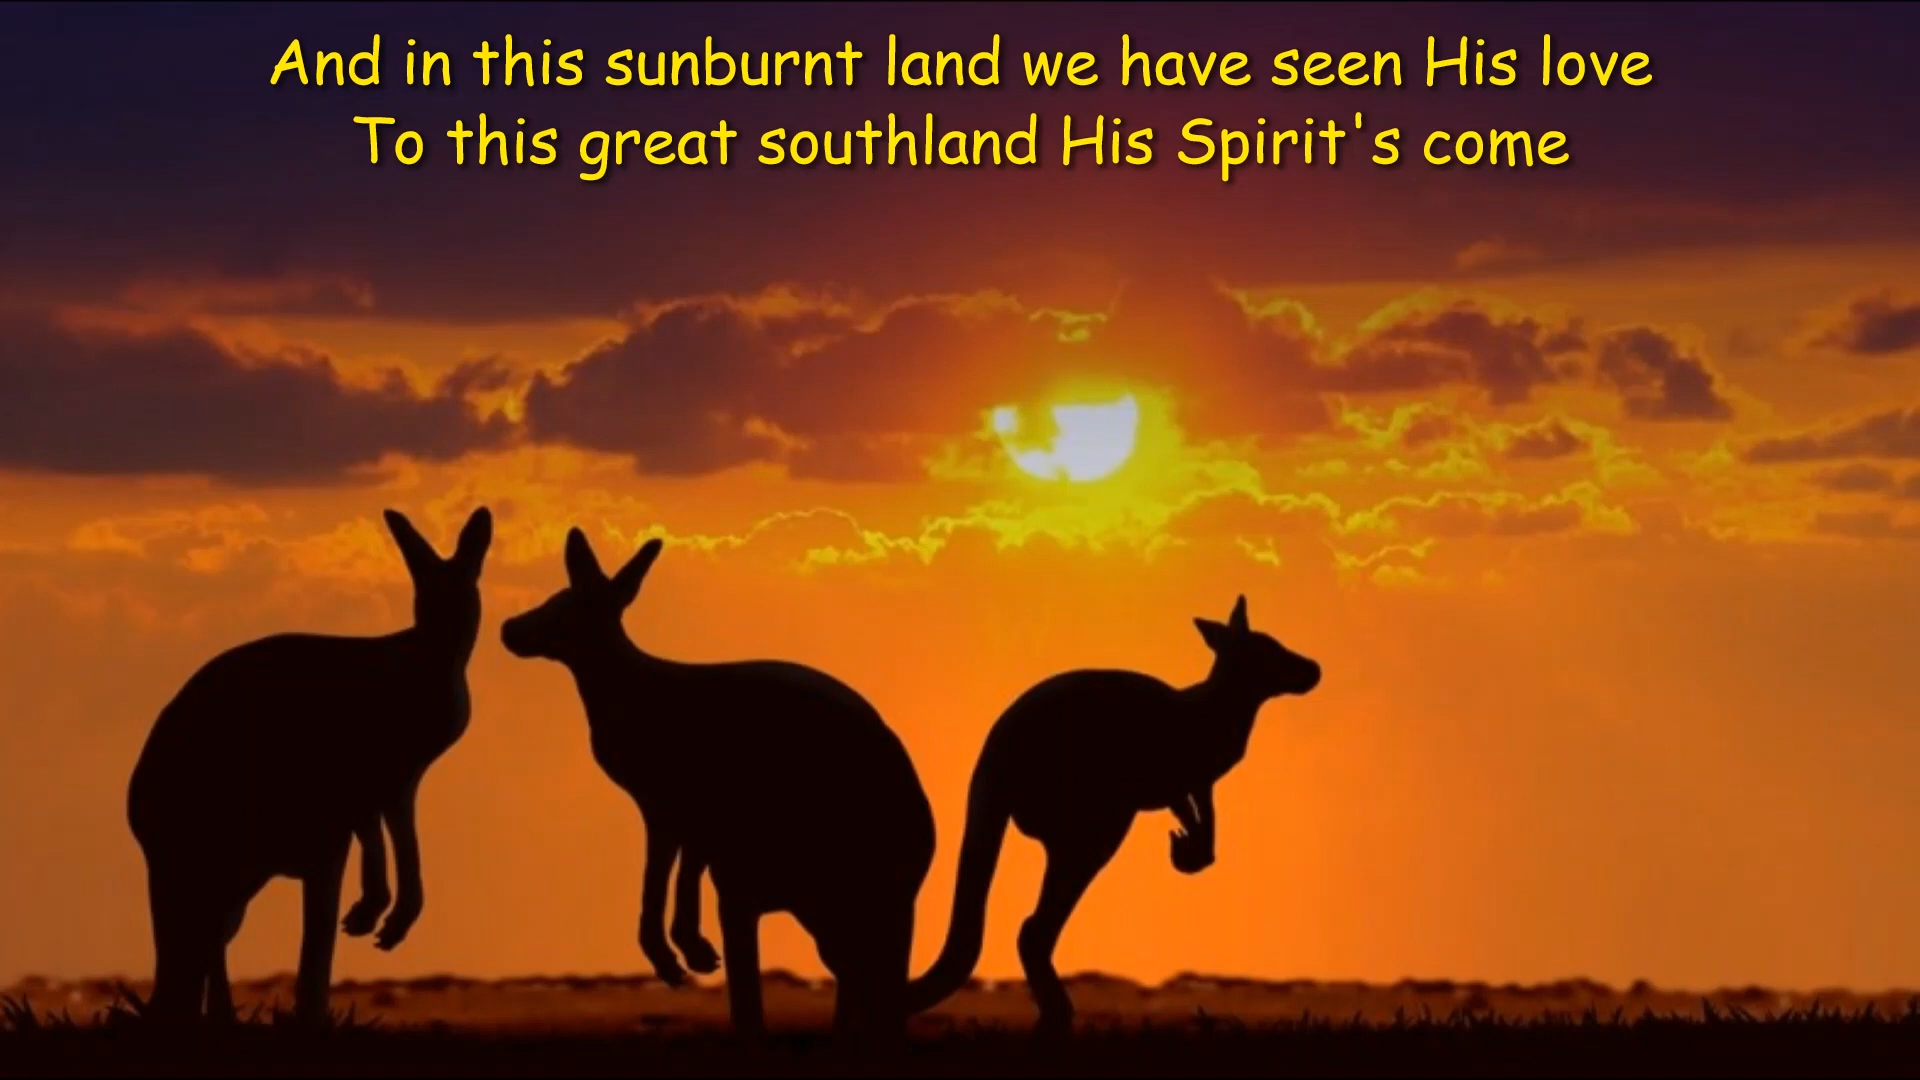 And in this sunburnt land we have seen His love
To this great southland His Spirit's come